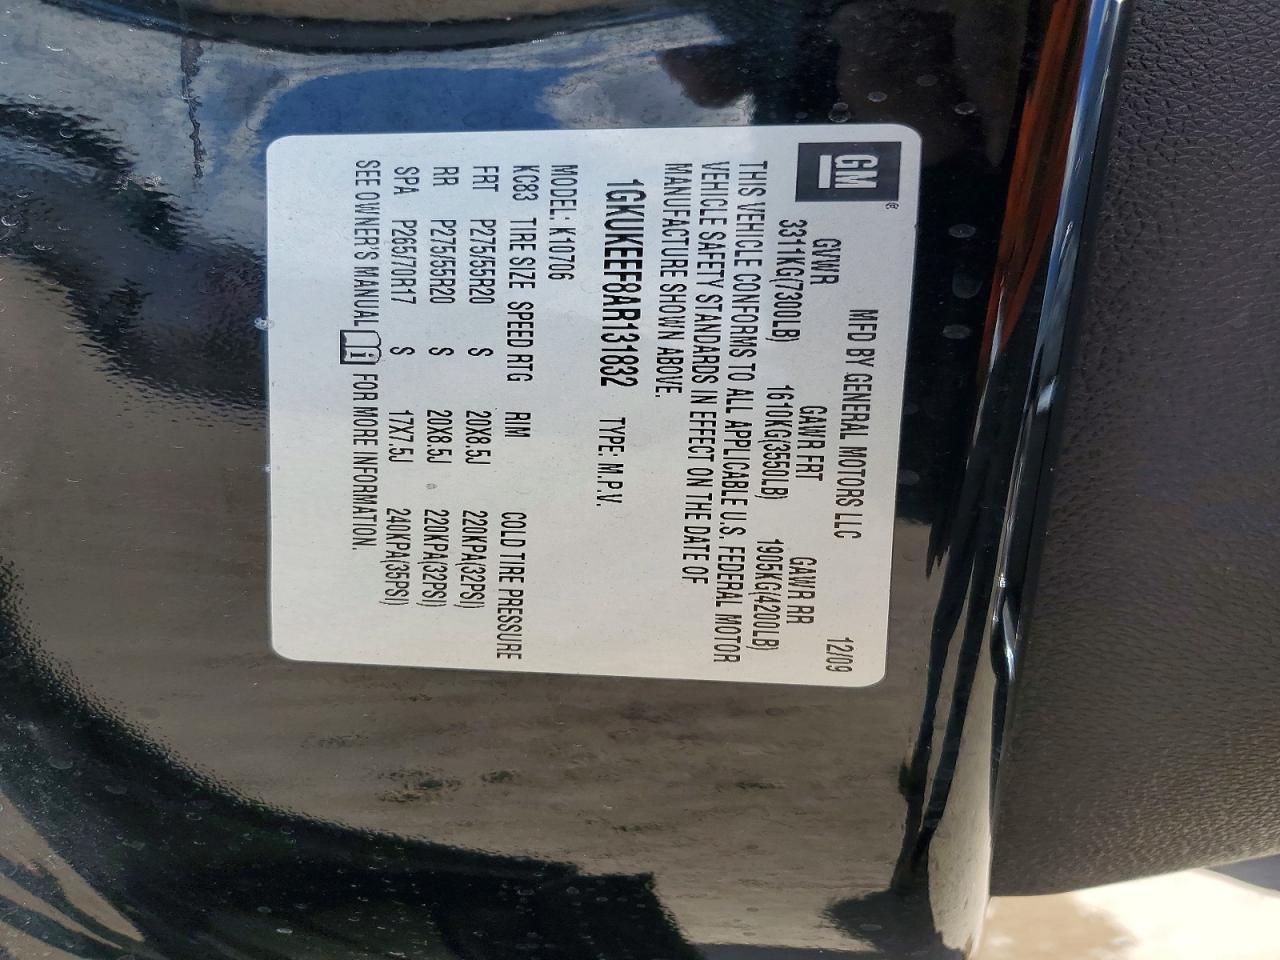 GM ® MFD BY GENERAL MOTORS LLC 12/09
GVWR GAWR FRT GAWR RR
3311KG(7300LB) 1610KG(3550LB) 1905KG(4200LB)
THIS VEHICLE CONFORMS TO ALL APPLICABLE U.S. FEDERAL MOTOR
VEHICLE SAFETY STANDARDS IN EFFECT ON THE DATE OF
MANUFACTURE SHOWN ABOVE.
1GKUKEEF8AR131832 TYPE: M.P.V.
MODEL: K10706
KC83 TIRE SIZE SPEED RTG RIM COLD TIRE PRESSURE
FRT P275/55R20 S 20X8.5J 220KPA(32PSI)
RR P275/55R20 S 20X8.5J 220KPA(32PSI)
SPA P265/70R17 S 17X7.5J 240KPA(35PSI)
SEE OWNER'S MANUAL i FOR MORE INFORMATION.